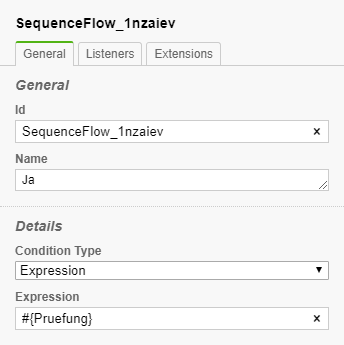 SequenceFlow_1nzaiev
General Listeners Extensions
General
Id
SequenceFlow_1nzaiev ×
Name
Ja
Details
Condition Type
Expression
Expression
#{Pruefung} ×